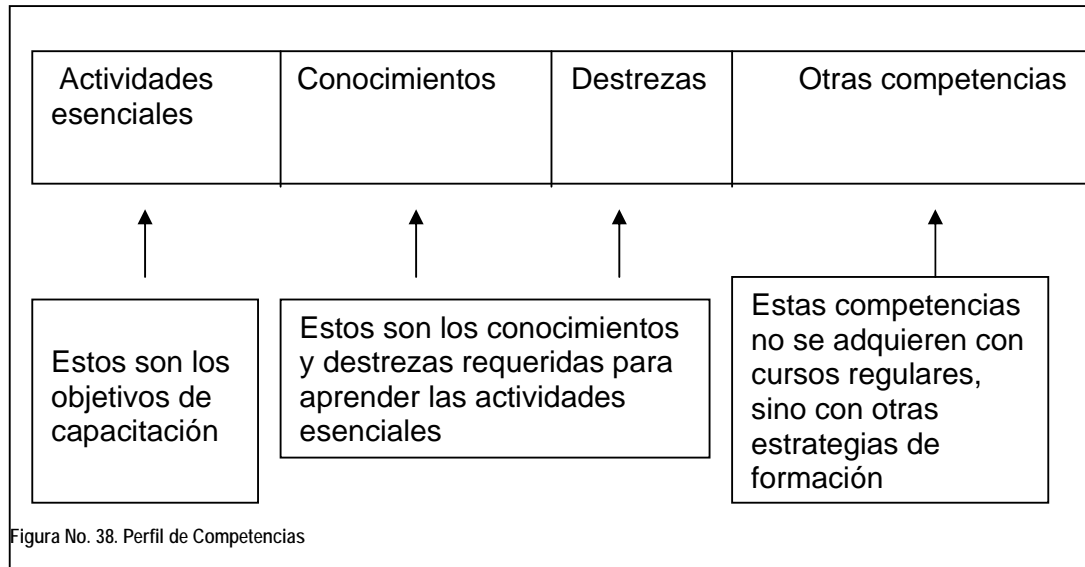 Actividades
esenciales
Conocimientos
Destrezas
Otras competencias
Estos son los
objetivos de
capacitación
Estos son los conocimientos
y destrezas requeridas para
aprender las actividades
esenciales
Estas competencias
no se adquieren con
cursos regulares,
sino con otras
estrategias de
formación
Figura No. 38. Perfil de Competencias